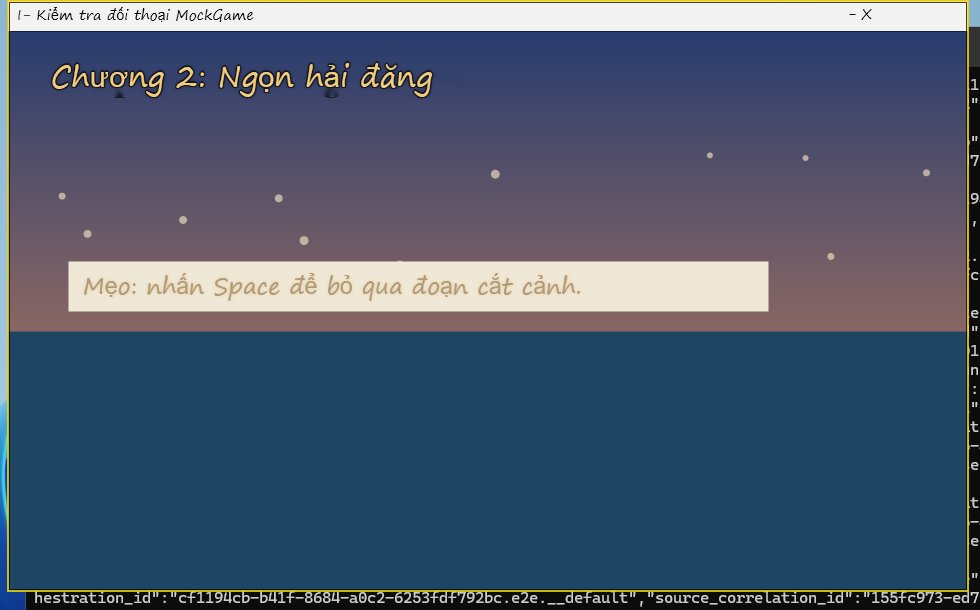 I- Kiểm tra đối thoại MockGame
- X
Chương 2: Ngọn hải đăng
Mẹo: nhấn Space để bỏ qua đoạn cắt cảnh.
hestration_id":"cf1194cb-b41f-8684-a0c2-6253fdf792bc.e2e.__default","source_correlation_id":"155fc973-ed